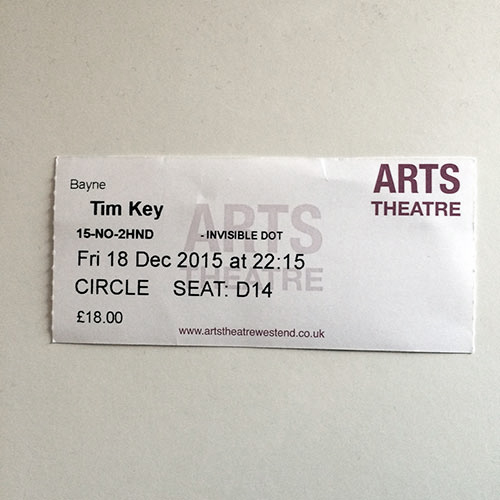 Bayne
ARTS
THEATRE
Tim Key
ARTS
THEATRE
15-NO-2HND - INVISIBLE DOT
Fri 18 Dec 2015 at 22:15
CIRCLE SEAT: D14
£18.00
www.artstheatrewestend.co.uk